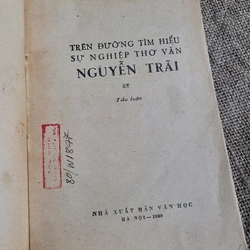 TRÊN ĐƯỜNG TÌM HIỂU
SỰ NGHIỆP THƠ VĂN
NGUYỄN TRÃI
Tiểu luận
NHÀ XUẤT BẢN VĂN HỌC
HÀ NỘI — 1980